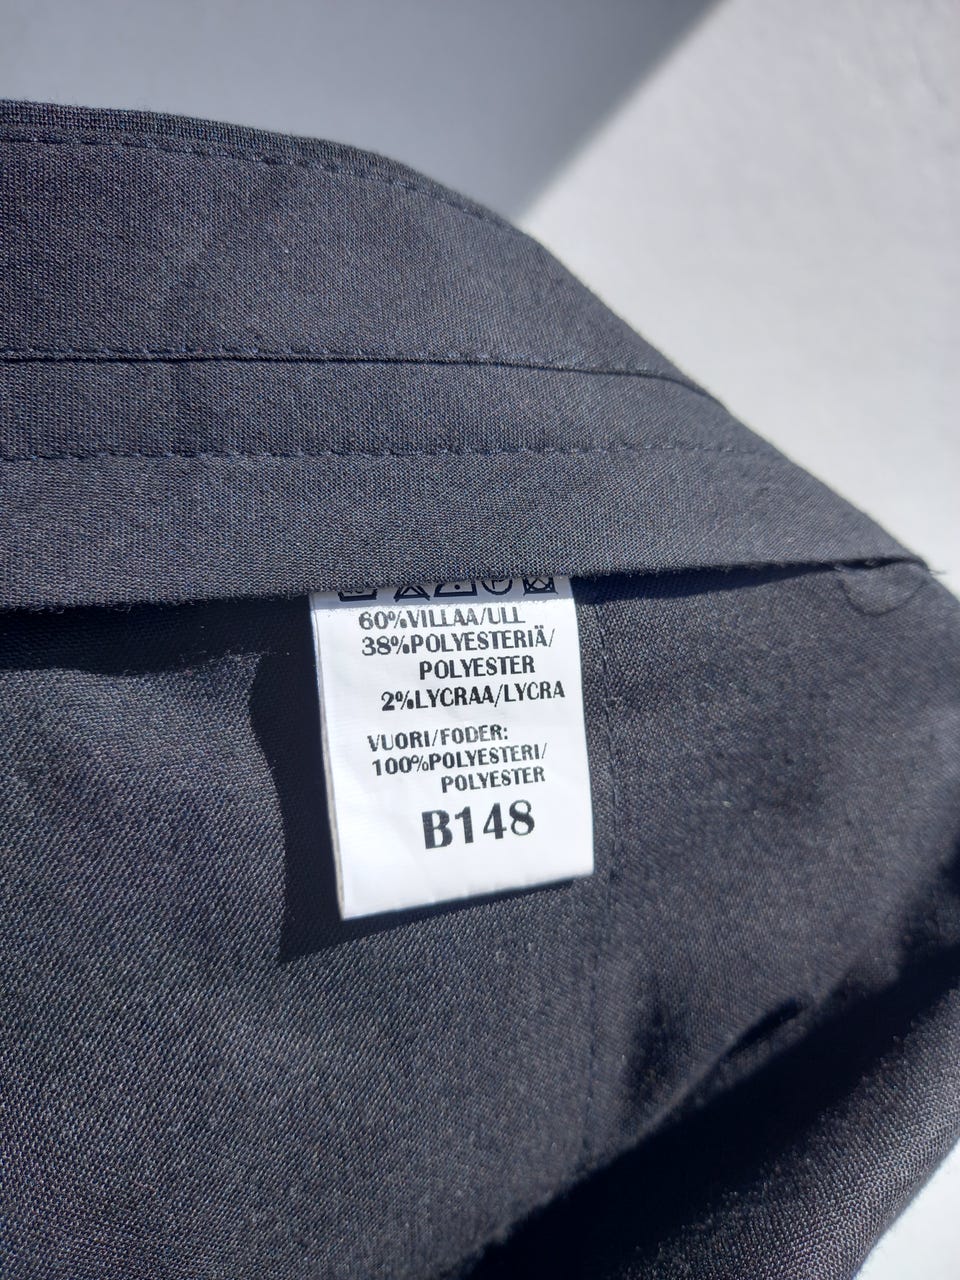 60%VILLAA/ULL
38%POLYESTERIÄ/
POLYESTER
2%LYCRAA/LYCRA
VUORI/FODER:
100%POLYESTERI/
POLYESTER
B148